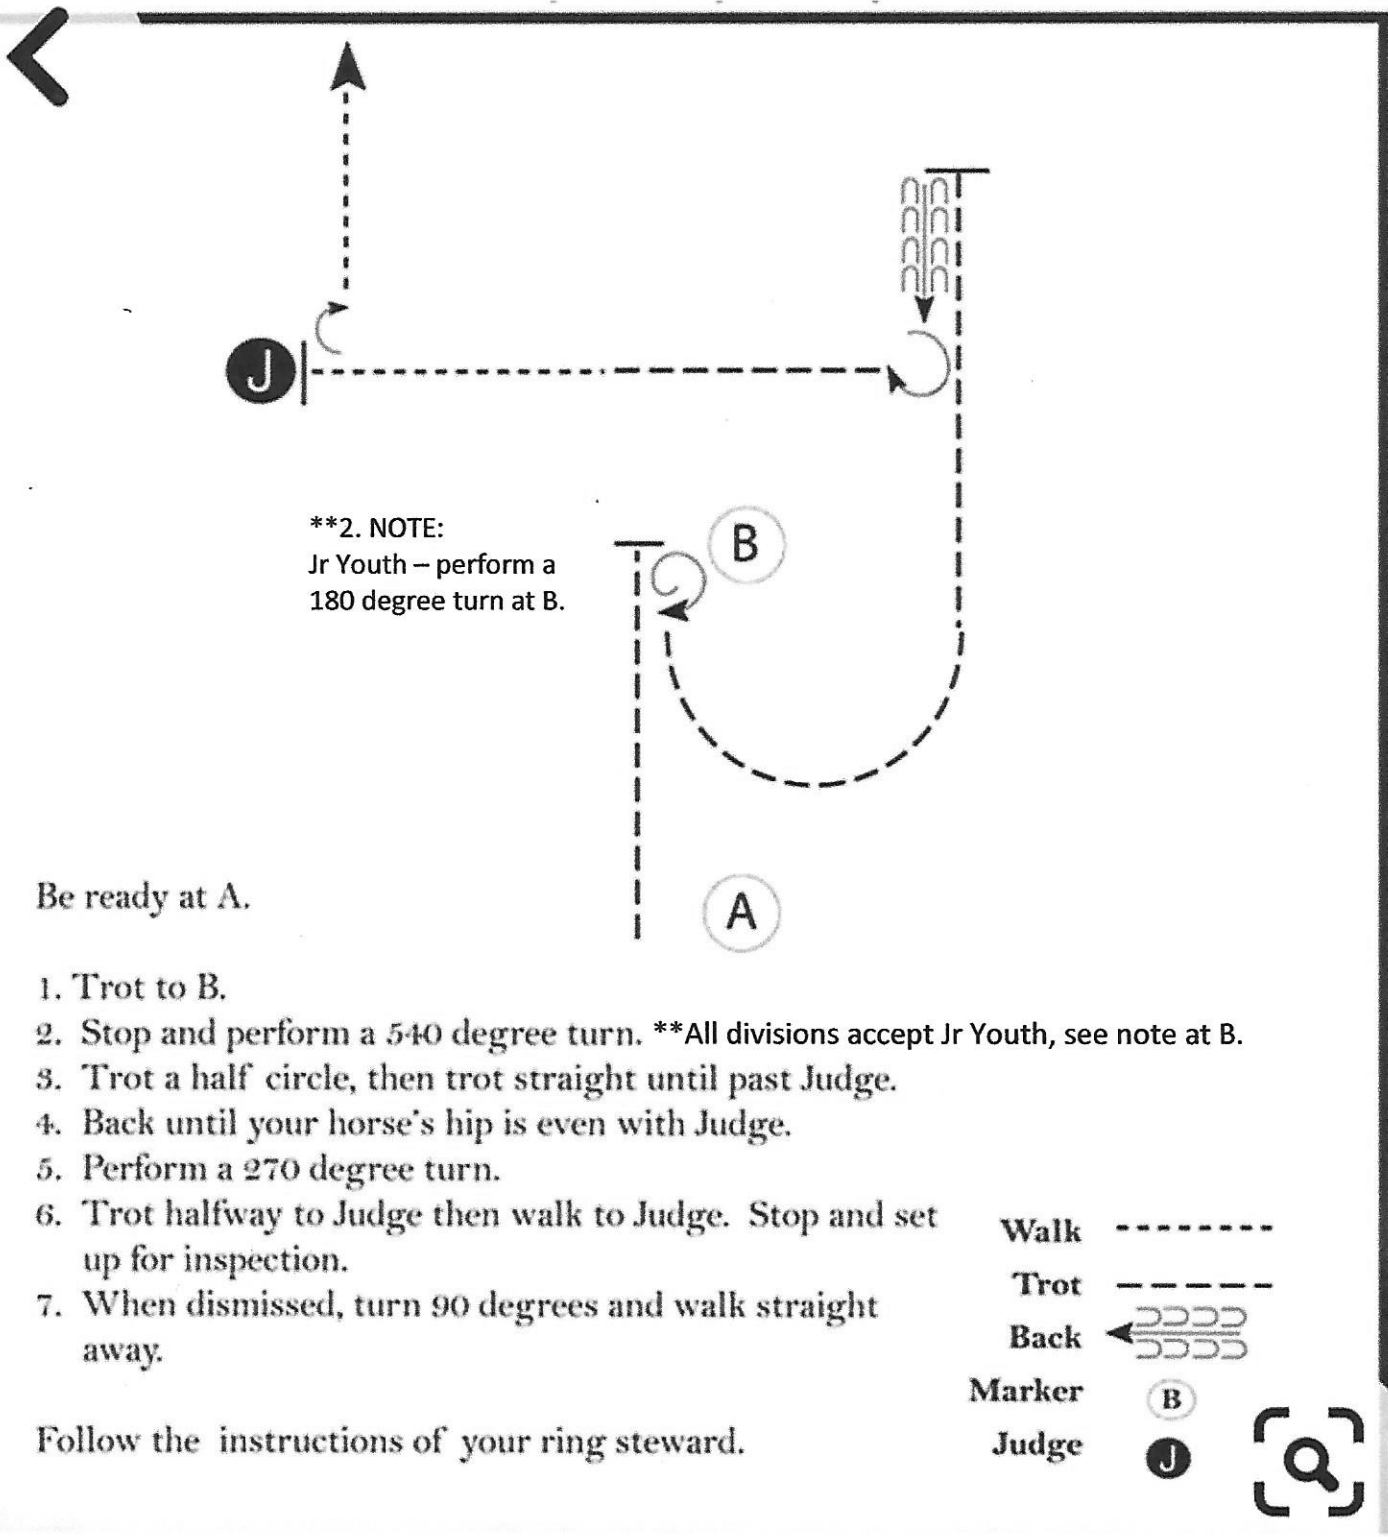 J
**2. NOTE:
Jr Youth – perform a
180 degree turn at B.
B
A
Be ready at A.
1. Trot to B.
2. Stop and perform a 540 degree turn. **All divisions accept Jr Youth, see note at B.
3. Trot a half circle, then trot straight until past Judge.
4. Back until your horse's hip is even with Judge.
5. Perform a 270 degree turn.
6. Trot halfway to Judge then walk to Judge. Stop and set
up for inspection.
7. When dismissed, turn 90 degrees and walk straight
away.
Follow the instructions of your ring steward.
Walk
Trot
Back
Marker B
Judge J